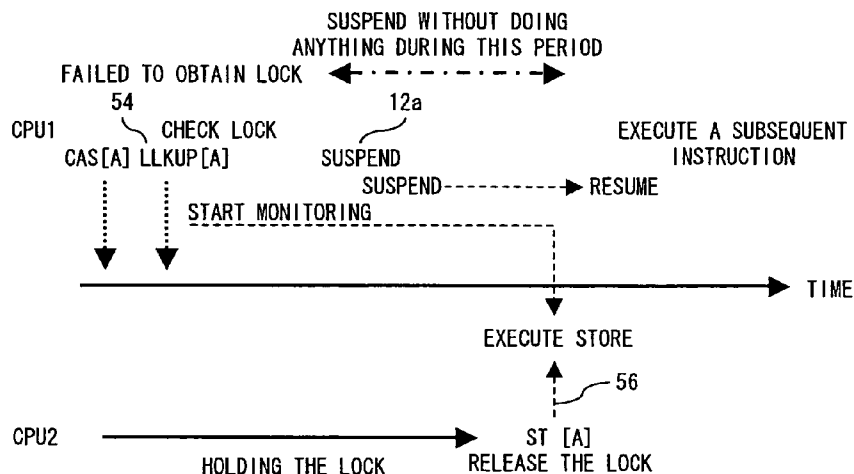 SUSPEND WITHOUT DOING
ANYTHING DURING THIS PERIOD
FAILED TO OBTAIN LOCK
54
12a
CPU1
CHECK LOCK
EXECUTE A SUBSEQUENT
INSTRUCTION
CAS[A] LLKUP[A]
SUSPEND
SUSPEND
RESUME
START MONITORING
TIME
EXECUTE STORE
56
CPU2
ST [A]
HOLDING THE LOCK
RELEASE THE LOCK